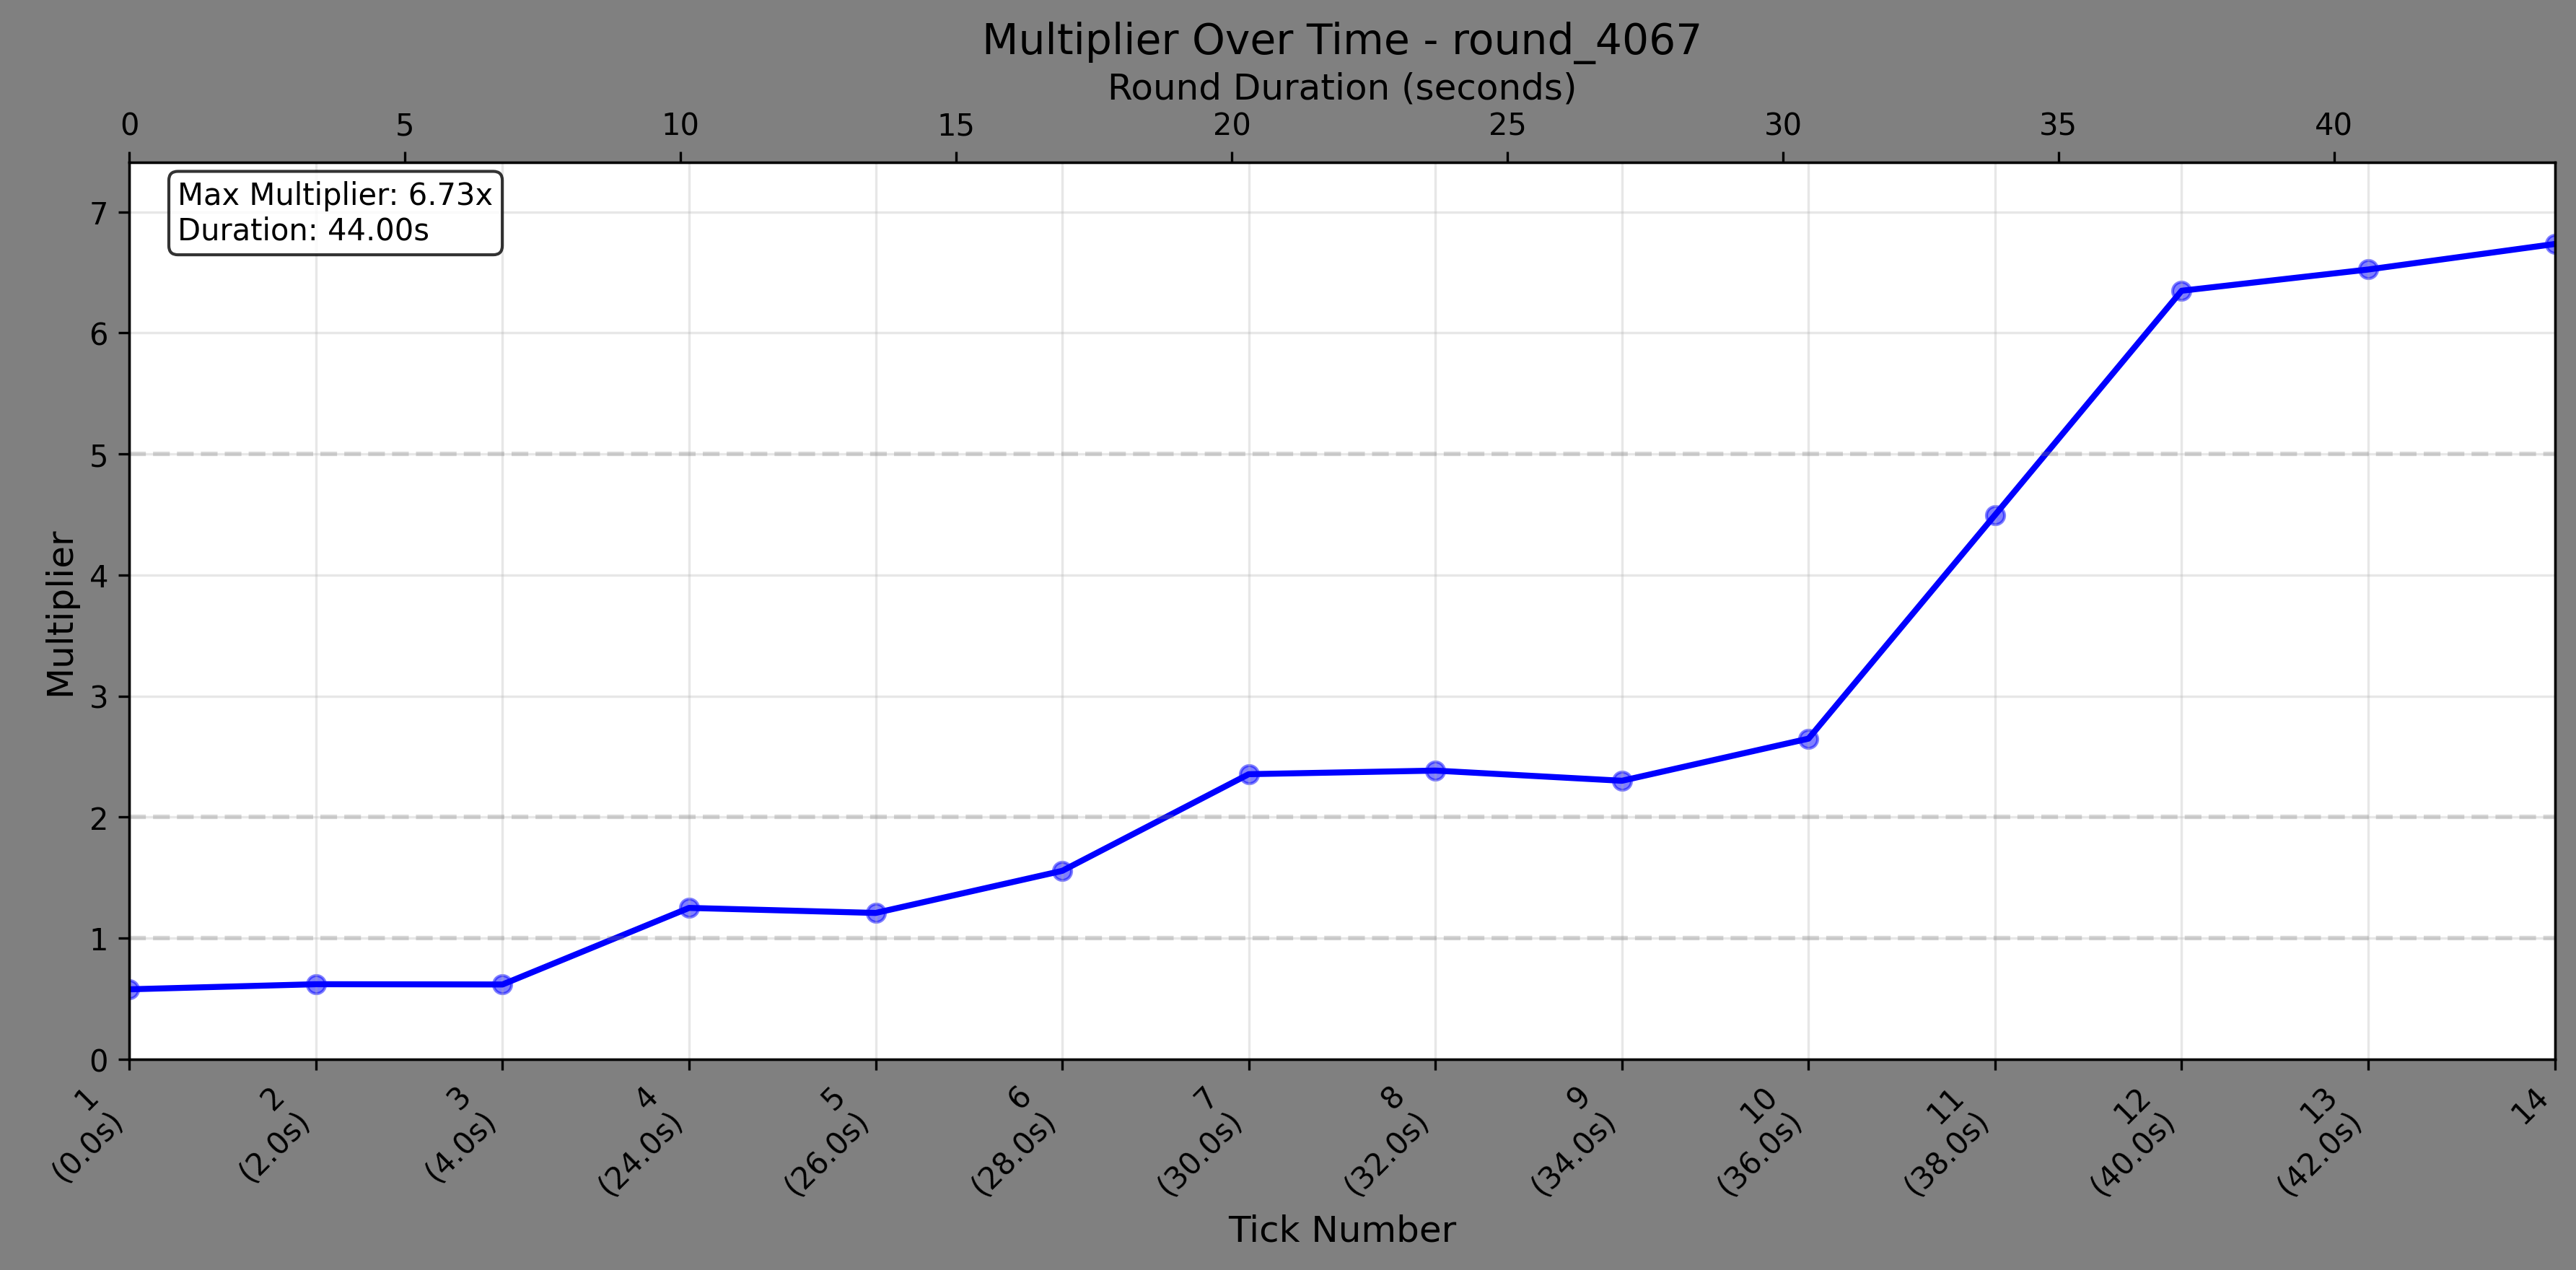 Multiplier Over Time - round_4067
Round Duration (seconds)
0 5 10 15 20 25 30 35 40
Max Multiplier: 6.73x
Duration: 44.00s
7
6
5
4
3
2
1
0
Multiplier
1
(0.0s)
2
(2.0s)
3
(4.0s)
4
(24.0s)
5
(26.0s)
6
(28.0s)
7
(30.0s)
8
(32.0s)
9
(34.0s)
10
(36.0s)
11
(38.0s)
12
(40.0s)
13
(42.0s)
14
Tick Number